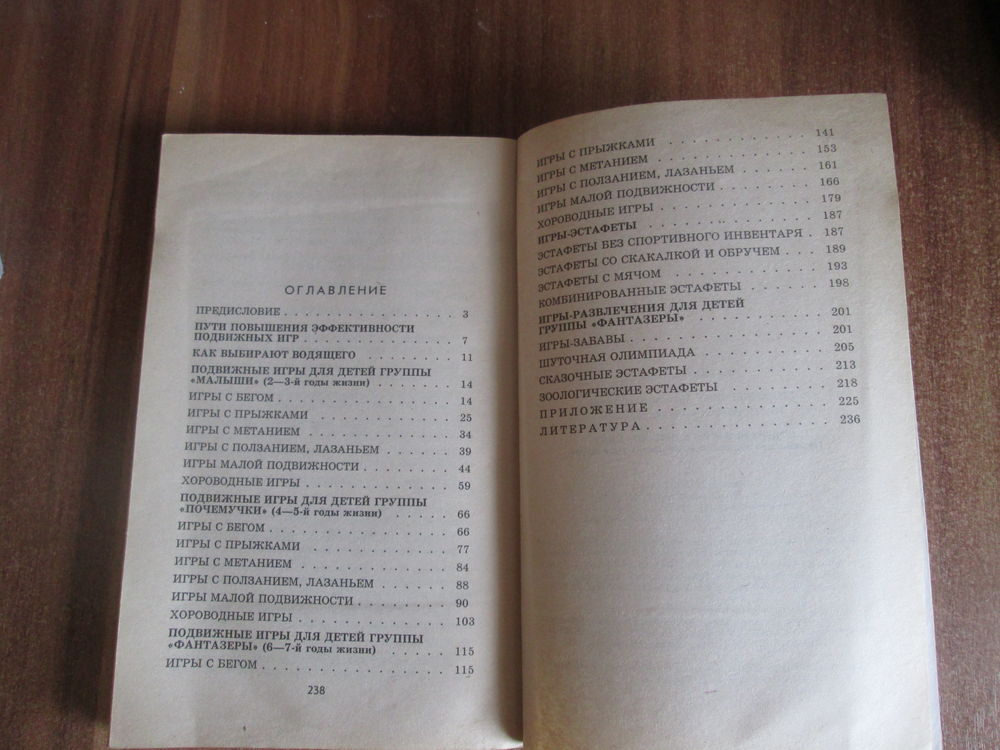 ОГЛАВЛЕНИЕ
ПРЕДИСЛОВИЕ . . . . . . . . . . . . . . . 3
ПУТИ ПОВЫШЕНИЯ ЭФФЕКТИВНОСТИ
ПОДВИЖНЫХ ИГР . . . . . . . . . . . . . 7
КАК ВЫБИРАЮТ ВОДЯЩЕГО . . . . . . . . . 11
ПОДВИЖНЫЕ ИГРЫ ДЛЯ ДЕТЕЙ ГРУППЫ
«МАЛЫШИ» (2—3-й годы жизни) . . . . . . . 14
ИГРЫ С БЕГОМ . . . . . . . . . . . . . . 14
ИГРЫ С ПРЫЖКАМИ . . . . . . . . . . . . 25
ИГРЫ С МЕТАНИЕМ . . . . . . . . . . . . 34
ИГРЫ С ПОЛЗАНИЕМ, ЛАЗАНЬЕМ . . . . . . 39
ИГРЫ МАЛОЙ ПОДВИЖНОСТИ . . . . . . . . 44
ХОРОВОДНЫЕ ИГРЫ . . . . . . . . . . . . 59
ПОДВИЖНЫЕ ИГРЫ ДЛЯ ДЕТЕЙ ГРУППЫ
«ПОЧЕМУЧКИ» (4—5-й годы жизни) . . . . . 66
ИГРЫ С БЕГОМ . . . . . . . . . . . . . . 66
ИГРЫ С ПРЫЖКАМИ . . . . . . . . . . . . 77
ИГРЫ С МЕТАНИЕМ . . . . . . . . . . . . 84
ИГРЫ С ПОЛЗАНИЕМ, ЛАЗАНЬЕМ . . . . . . 88
ИГРЫ МАЛОЙ ПОДВИЖНОСТИ . . . . . . . . 90
ХОРОВОДНЫЕ ИГРЫ . . . . . . . . . . . . 103
ПОДВИЖНЫЕ ИГРЫ ДЛЯ ДЕТЕЙ ГРУППЫ
«ФАНТАЗЕРЫ» (6—7-й годы жизни) . . . . . 115
ИГРЫ С БЕГОМ . . . . . . . . . . . . . . 115
238
ИГРЫ С ПРЫЖКАМИ . . . . . . . . . . 141
ИГРЫ С МЕТАНИЕМ . . . . . . . . . . 153
ИГРЫ С ПОЛЗАНИЕМ, ЛАЗАНЬЕМ . . . . . . 161
ИГРЫ МАЛОЙ ПОДВИЖНОСТИ . . . . . . . 166
ХОРОВОДНЫЕ ИГРЫ . . . . . . . . . . . 179
ИГРЫ-ЭСТАФЕТЫ . . . . . . . . . . . 187
ЭСТАФЕТЫ БЕЗ СПОРТИВНОГО ИНВЕНТАРЯ . 187
ЭСТАФЕТЫ СО СКАКАЛКОЙ И ОБРУЧЕМ . . . 189
ЭСТАФЕТЫ С МЯЧОМ . . . . . . . . . . 193
КОМБИНИРОВАННЫЕ ЭСТАФЕТЫ . . . . . . 198
ИГРЫ-РАЗВЛЕЧЕНИЯ ДЛЯ ДЕТЕЙ
ГРУППЫ «ФАНТАЗЕРЫ» . . . . . . . . . 201
ИГРЫ-ЗАБАВЫ . . . . . . . . . . . . 201
ШУТОЧНАЯ ОЛИМПИАДА . . . . . . . . . 205
СКАЗОЧНЫЕ ЭСТАФЕТЫ . . . . . . . . . 213
ЗООЛОГИЧЕСКИЕ ЭСТАФЕТЫ . . . . . . . 218
ПРИЛОЖЕНИЕ . . . . . . . . . . . . 225
ЛИТЕРАТУРА . . . . . . . . . . . . . 236